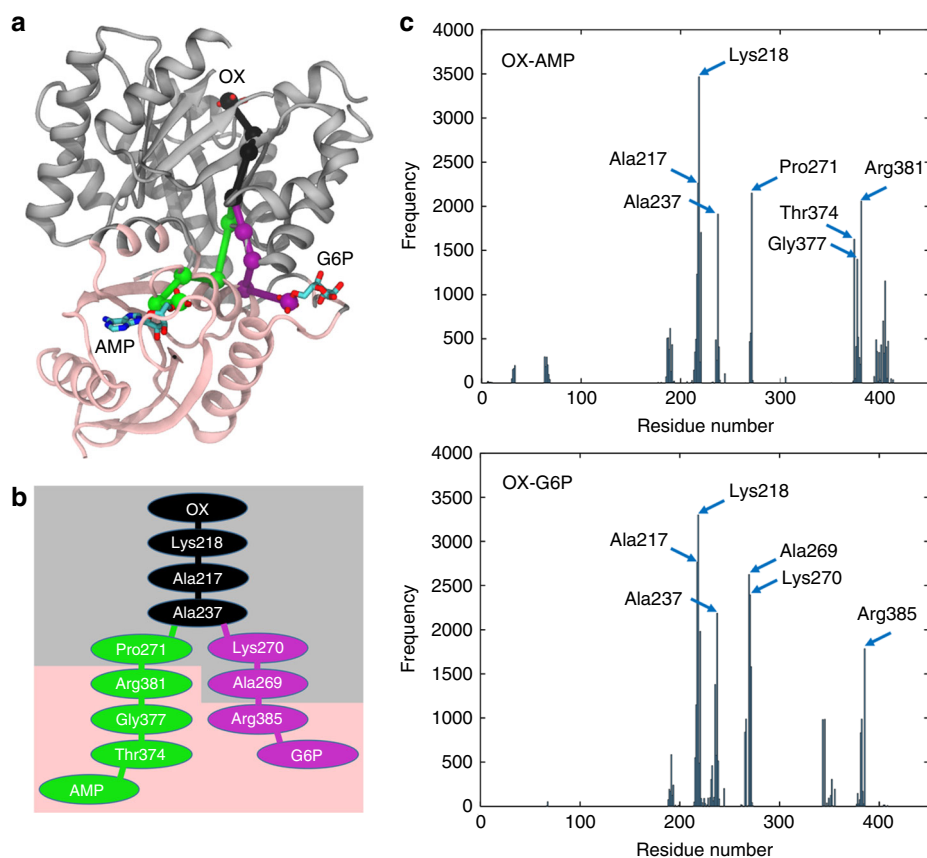 a
OX
G6P
AMP
b
OX
Lys218
Ala217
Ala237
Pro271
Lys270
Arg381
Ala269
Gly377
Arg385
Thr374
G6P
AMP
c
4000
3500
3000
2500
2000
1500
1000
500
0
Frequency
OX-AMP
Lys218
Ala217
Ala237
Pro271
Arg381
Thr374
Gly377
0
100
200
300
400
Residue number
4000
3500
3000
2500
2000
1500
1000
500
0
Frequency
OX-G6P
Lys218
Ala217
Ala237
Ala269
Lys270
Arg385
0
100
200
300
400
Residue number